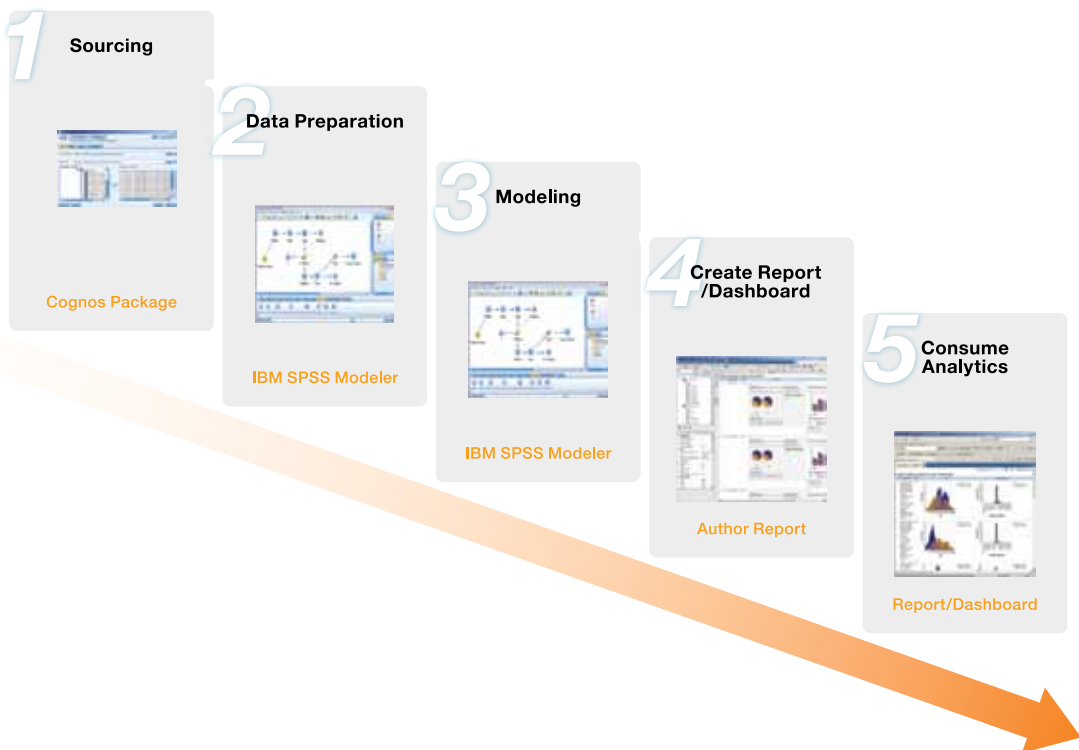 1
Sourcing
Cognos Package
2
Data Preparation
IBM SPSS Modeler
3
Modeling
IBM SPSS Modeler
4
Create Report
/Dashboard
Author Report
5
Consume
Analytics
Report/Dashboard